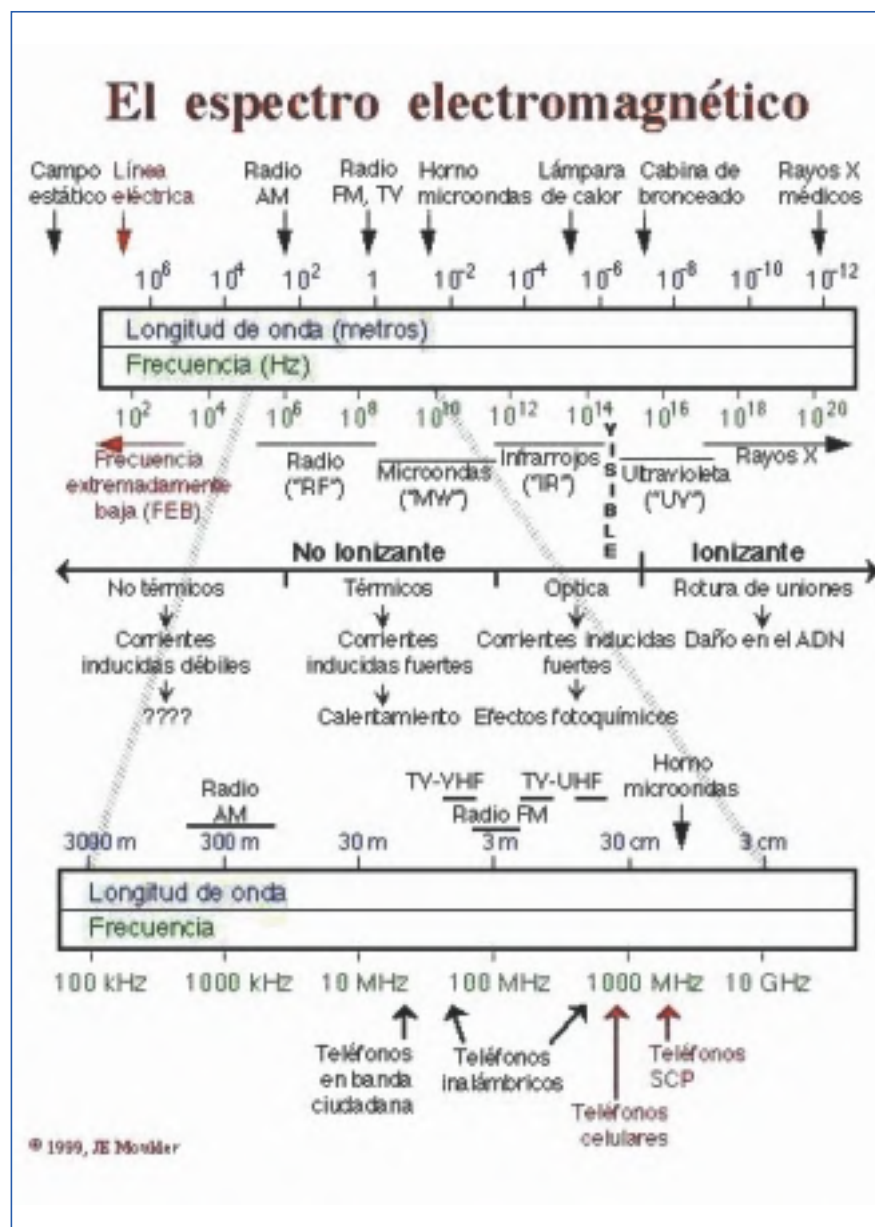 El espectro electromagnético
Campo estático
Línea eléctrica
Radio AM
Radio FM, TV
Horno microondas
Lámpara de calor
Cabina de bronceado
Rayos X médicos
10⁶ 10⁴ 10² 1 10⁻² 10⁻⁴ 10⁻⁶ 10⁻⁸ 10⁻¹⁰ 10⁻¹²
Longitud de onda (metros)
Frecuencia (Hz)
10² 10⁴ 10⁶ 10⁸ 10¹⁰ 10¹² 10¹⁴ 10¹⁶ 10¹⁸ 10²⁰
Frecuencia
extremadamente
baja (FEB)
Radio
("RF")
Microondas
("MW")
Infrarrojos
("IR")
VISIBLE
Ultravioleta
("UV")
Rayos X
No Ionizante
Ionizante
No térmicos
Corrientes
inducidas débiles
????
Térmicos
Corrientes
inducidas fuertes
Calentamiento
Optica
Corrientes inducidas
fuertes
Efectos fotoquímicos
Rotura de uniones
Daño en el ADN
Radio
AM
TV-VHF
TV-UHF
Radio FM
Horno
microondas
3000 m 300 m 30 m 3 m 30 cm 3 cm
Longitud de onda
Frecuencia
100 kHz 1000 kHz 10 MHz 100 MHz 1000 MHz 10 GHz
Teléfonos
en banda
ciudadana
Teléfonos
inalámbricos
Teléfonos
celulares
Teléfonos
SCP
© 1999, JE Moulder